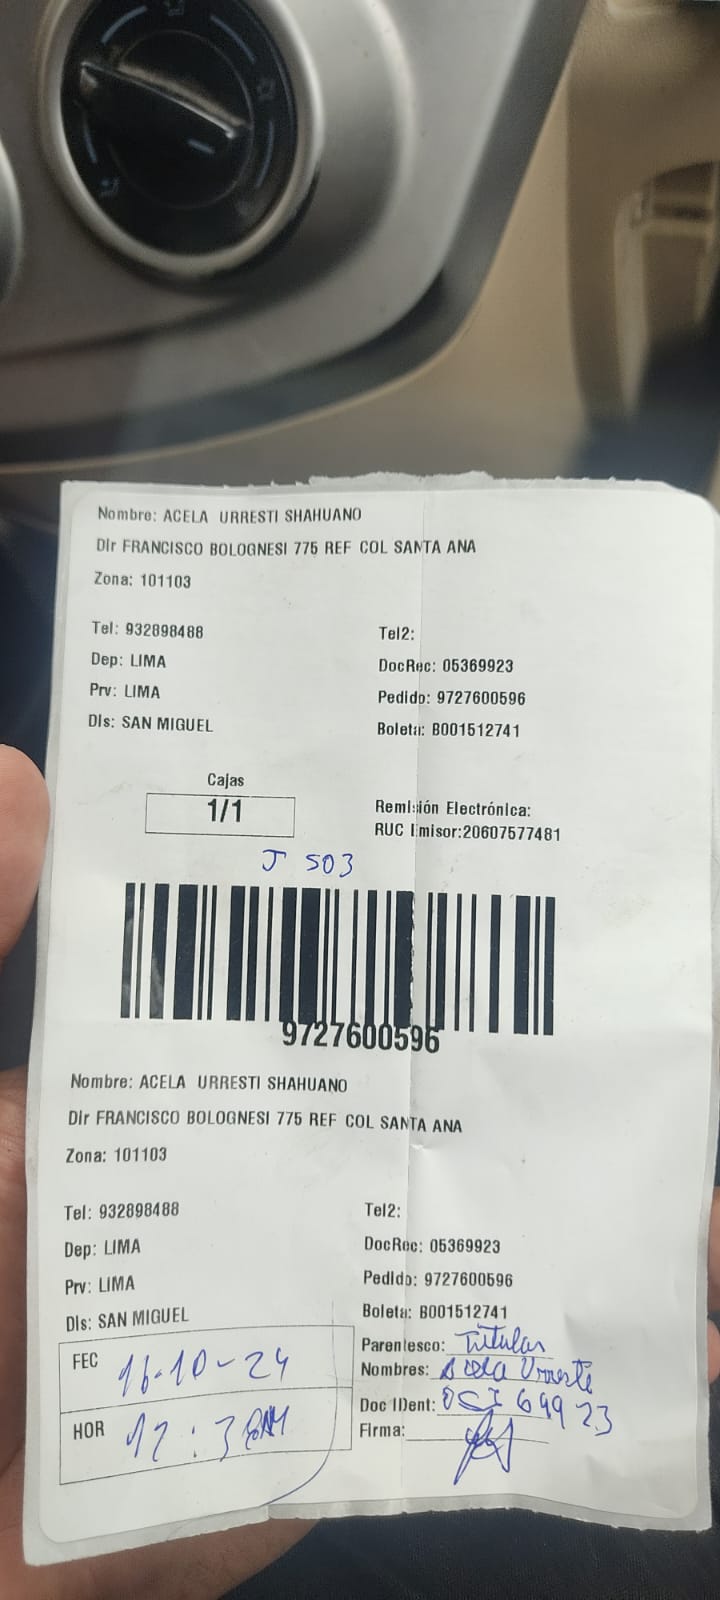 Nombre: ACELA URRESTI SHAHUANO
Dir FRANCISCO BOLOGNESI 775 REF COL SANTA ANA
Zona: 101103
Tel: 932898488 Tel2:
Dep: LIMA DocRec: 05369923
Prv: LIMA Pedido: 9727600596
Dis: SAN MIGUEL Boleta: B001512741
Cajas
1/1
Remisión Electrónica:
RUC Emisor:20607577481
J 503
9727600596
Nombre: ACELA URRESTI SHAHUANO
Dir FRANCISCO BOLOGNESI 775 REF COL SANTA ANA
Zona: 101103
Tel: 932898488 Tel2:
Dep: LIMA DocRec: 05369923
Prv: LIMA Pedido: 9727600596
Dis: SAN MIGUEL Boleta: B001512741
FEC 16-10-24
Parentesco: Titular
Nombres:
Doc IDent:
HOR
Firma: